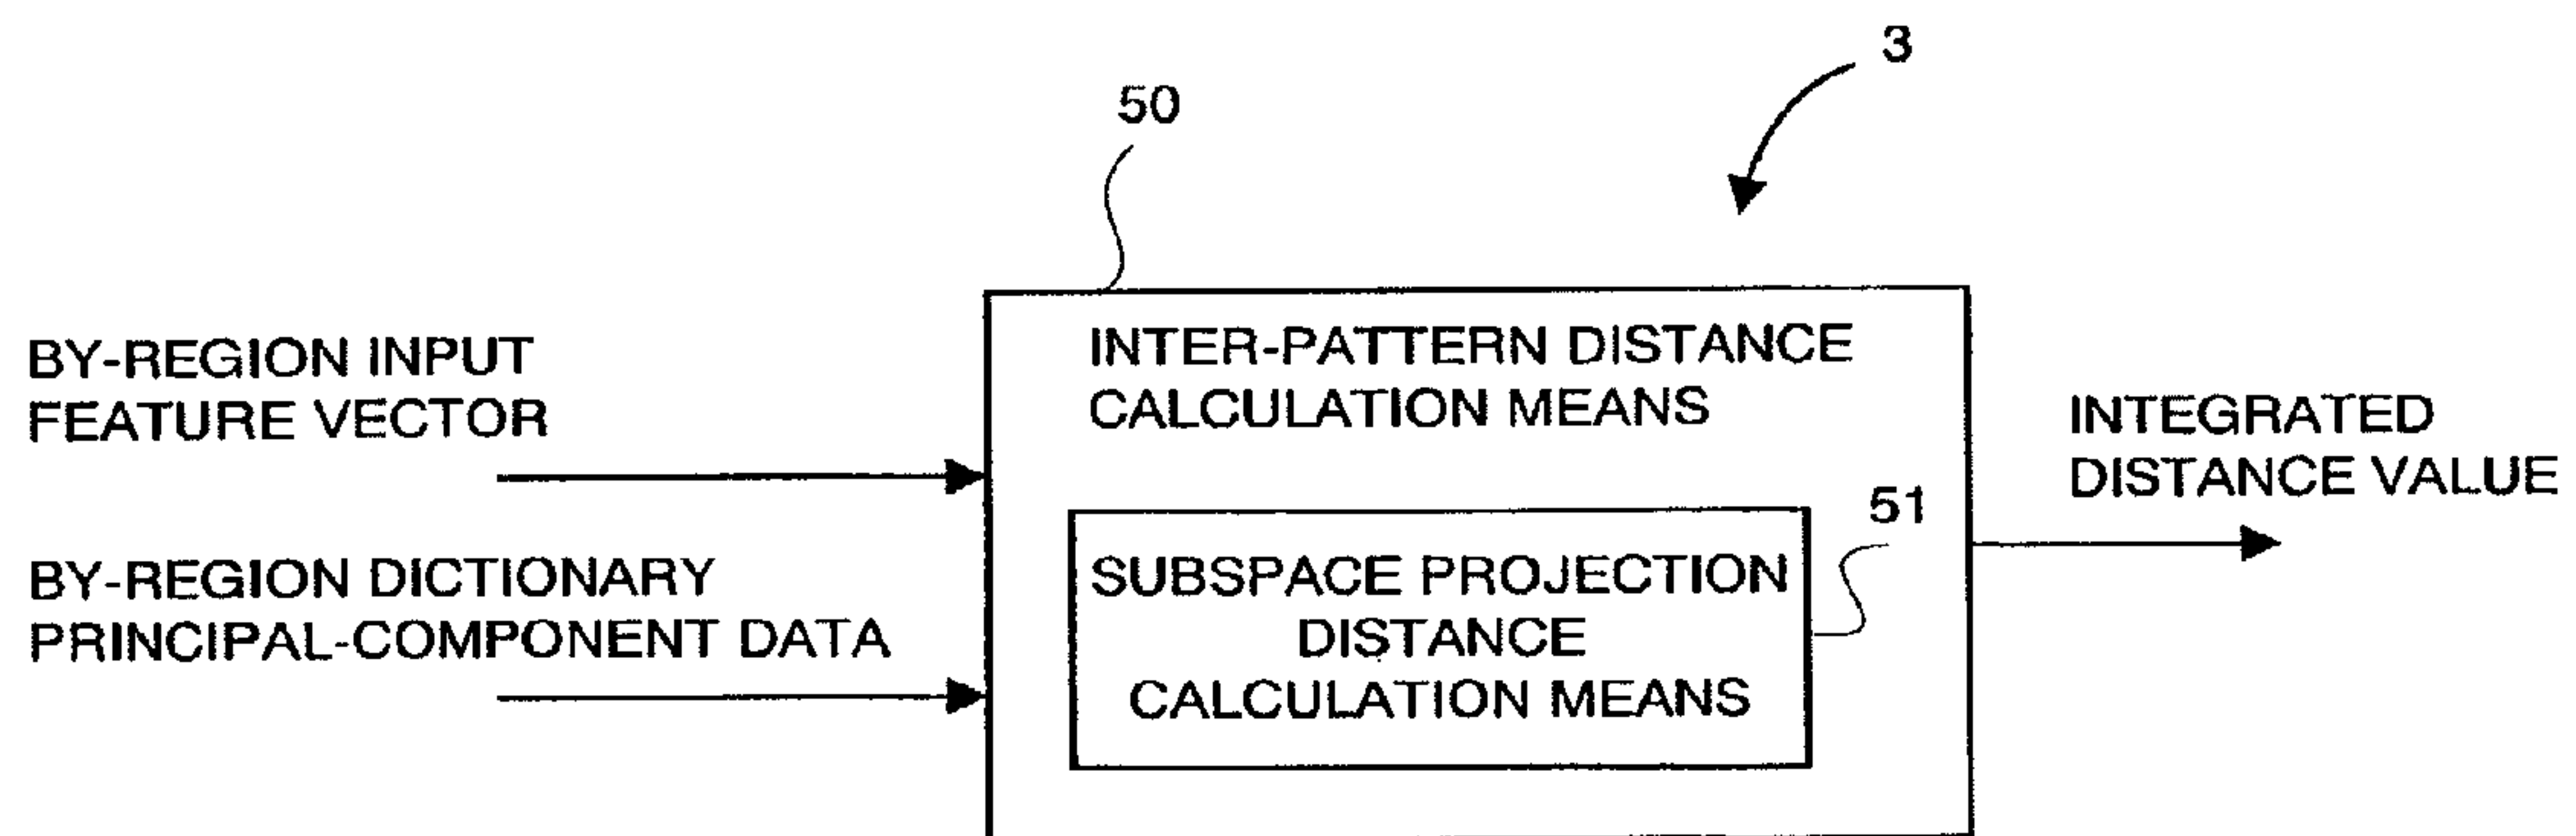 3
50
BY-REGION INPUT
FEATURE VECTOR
INTER-PATTERN DISTANCE
CALCULATION MEANS
INTEGRATED
DISTANCE VALUE
51
BY-REGION DICTIONARY
PRINCIPAL-COMPONENT DATA
SUBSPACE PROJECTION
DISTANCE
CALCULATION MEANS